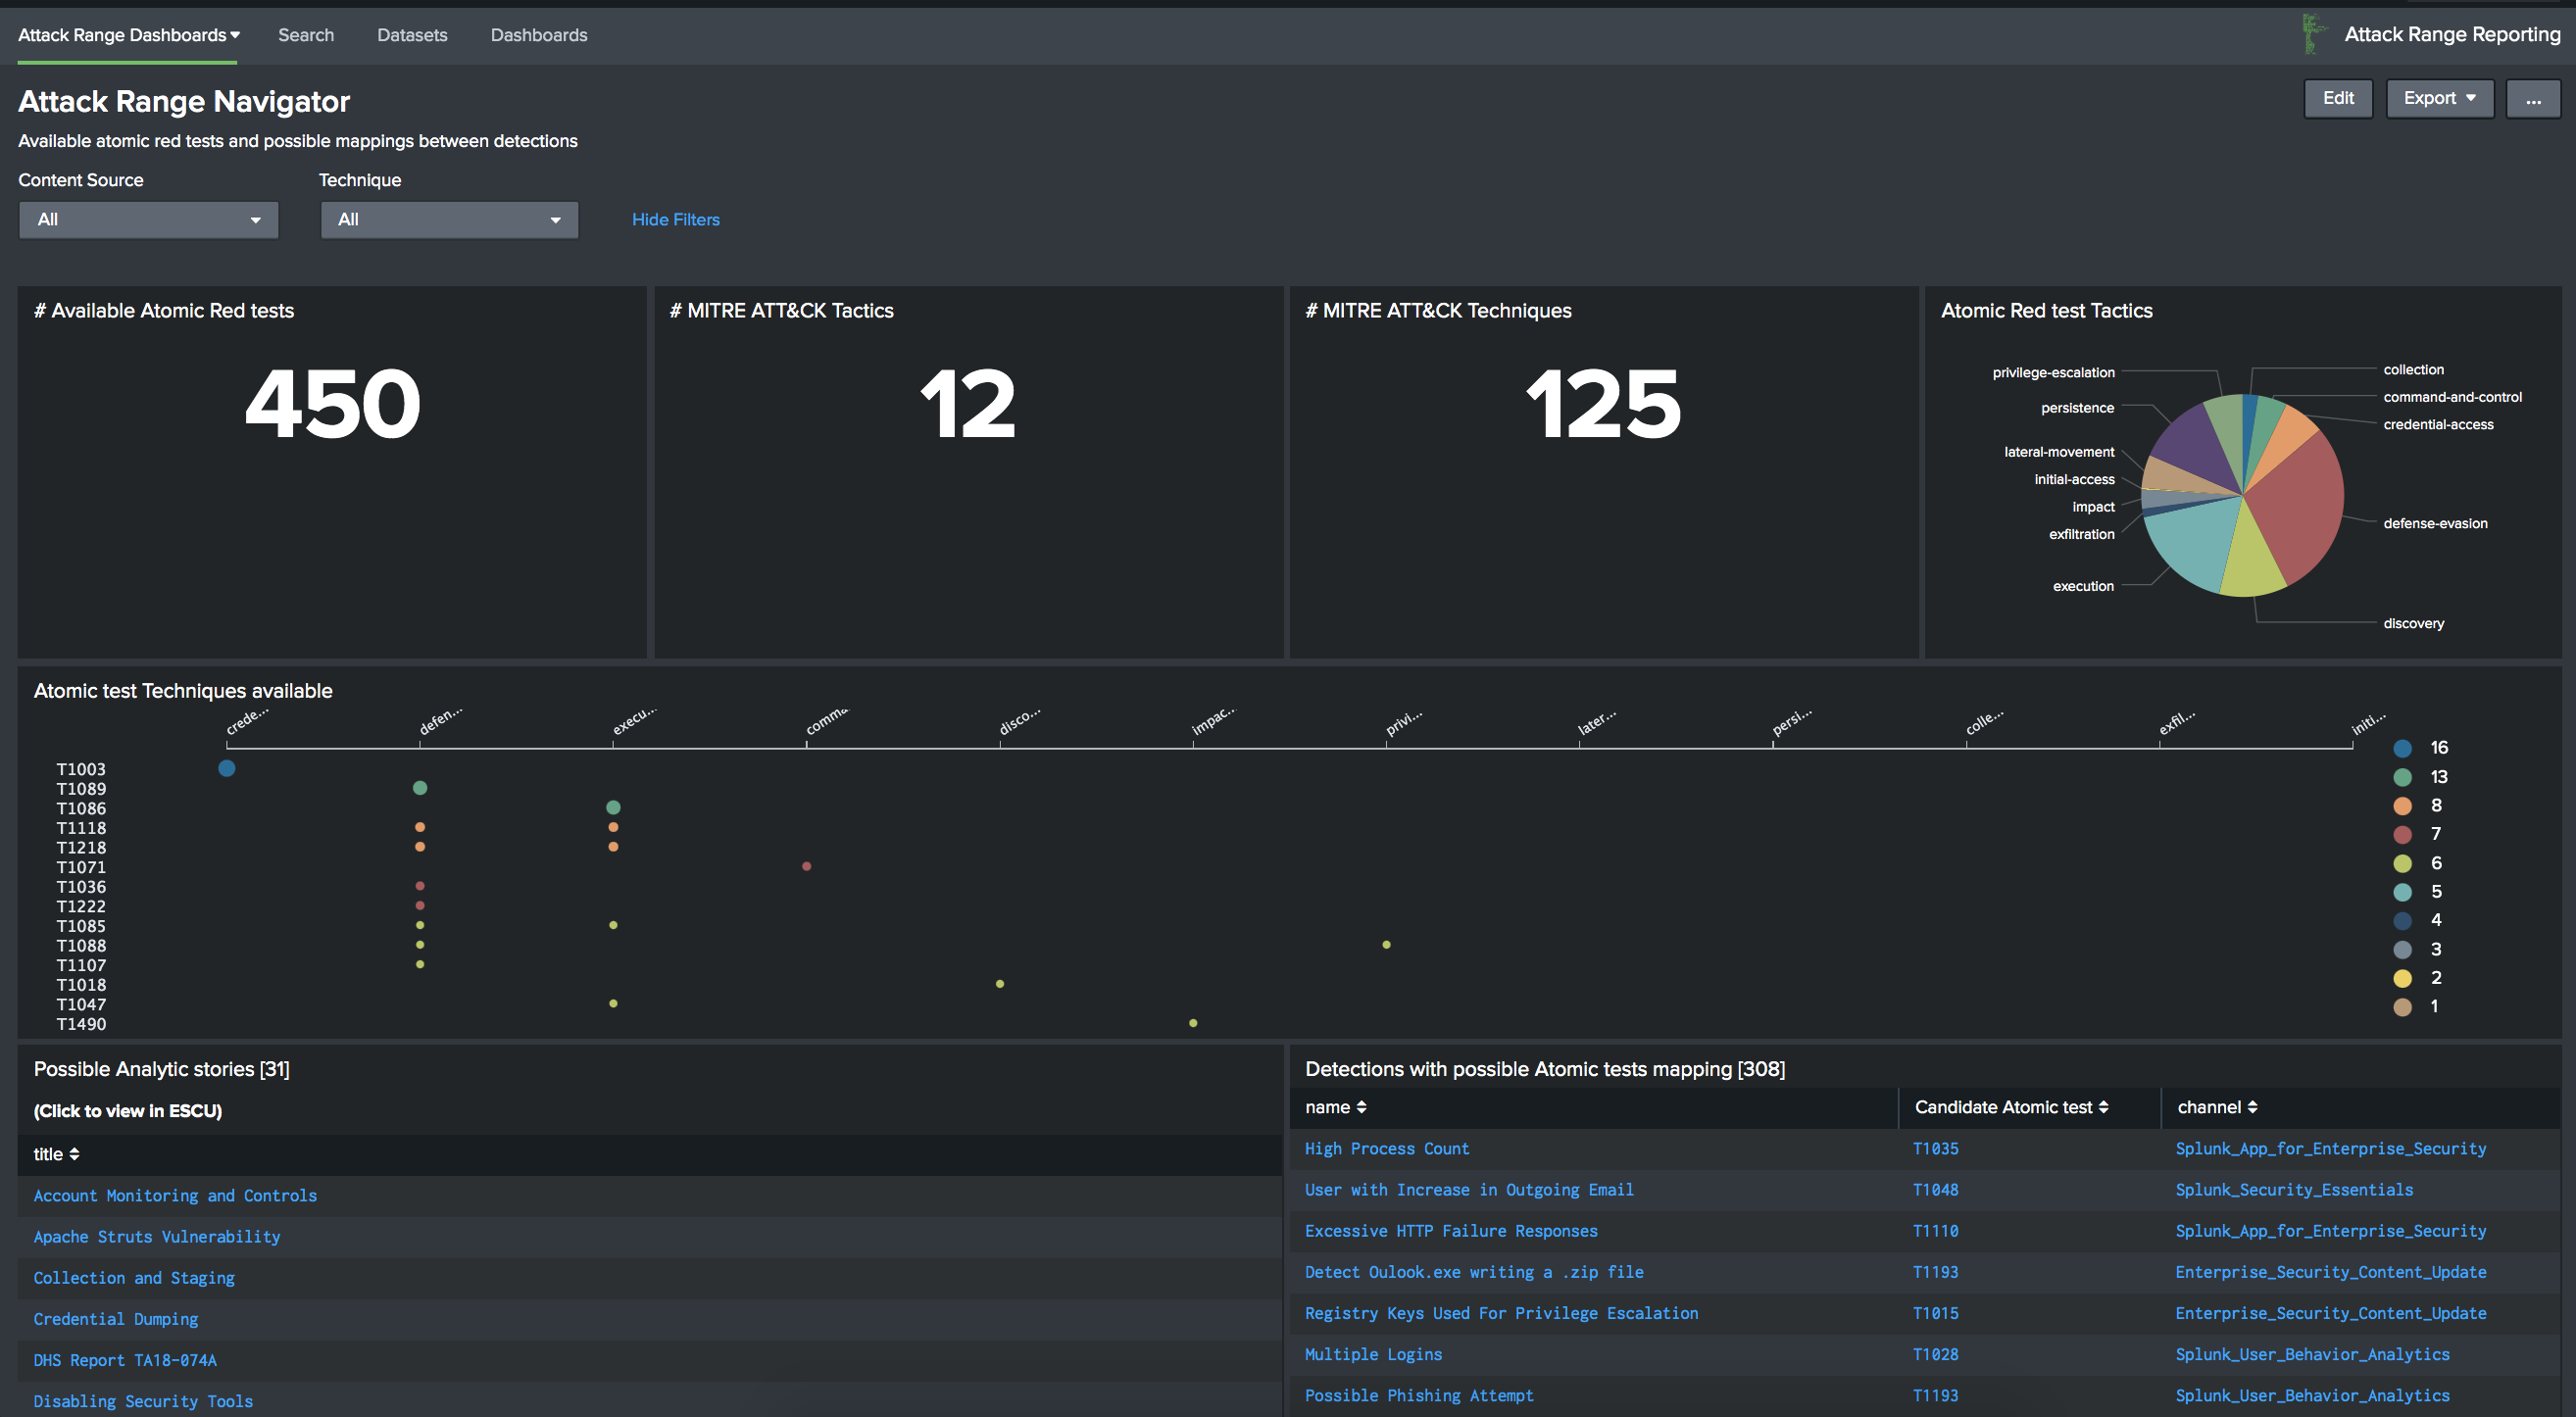 Attack Range Dashboards Search Datasets Dashboards Attack Range Reporting
Attack Range Navigator Edit Export ...
Available atomic red tests and possible mappings between detections
Content Source Technique
All All Hide Filters
# Available Atomic Red tests
450
# MITRE ATT&CK Tactics
12
# MITRE ATT&CK Techniques
125
Atomic Red test Tactics
privilege-escalation
persistence
lateral-movement
initial-access
impact
exfiltration
execution
collection
command-and-control
credential-access
defense-evasion
discovery
Atomic test Techniques available
crede... defen... execu... comma. disco... impac... privi... later... persi... colle... exfil... initi...
T1003
T1089
T1086
T1118
T1218
T1071
T1036
T1222
T1085
T1088
T1107
T1018
T1047
T1490
16
13
8
7
6
5
4
3
2
1
Possible Analytic stories [31]
(Click to view in ESCU)
title
Account Monitoring and Controls
Apache Struts Vulnerability
Collection and Staging
Credential Dumping
DHS Report TA18-074A
Disabling Security Tools
Detections with possible Atomic tests mapping [308]
name Candidate Atomic test channel
High Process Count T1035 Splunk_App_for_Enterprise_Security
User with Increase in Outgoing Email T1048 Splunk_Security_Essentials
Excessive HTTP Failure Responses T1110 Splunk_App_for_Enterprise_Security
Detect Oulook.exe writing a .zip file T1193 Enterprise_Security_Content_Update
Registry Keys Used For Privilege Escalation T1015 Enterprise_Security_Content_Update
Multiple Logins T1028 Splunk_User_Behavior_Analytics
Possible Phishing Attempt T1193 Splunk_User_Behavior_Analytics